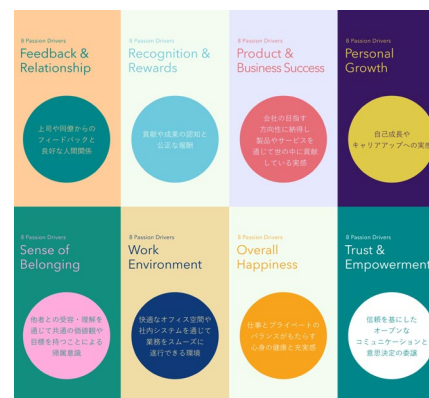 8 Passion Drivers
Feedback &
Relationship
上司や同僚からの
フィードバックと
良好な人間関係
8 Passion Drivers
Recognition &
Rewards
貢献や成果の認知と
公正な報酬
8 Passion Drivers
Product &
Business Success
会社の目指す
方向性に納得し
製品やサービスを
通じて世の中に貢献
している実感
8 Passion Drivers
Personal
Growth
自己成長や
キャリアアップへの実感
8 Passion Drivers
Sense of
Belonging
他者との受容・理解を
通じて共通の価値観や
目標を持つことによる
帰属意識
8 Passion Drivers
Work
Environment
快適なオフィス空間や
社内システムを通じて
業務をスムーズに
遂行できる環境
8 Passion Drivers
Overall
Happiness
仕事とプライベートの
バランスがもたらす
心身の健康と充実感
8 Passion Drivers
Trust &
Empowerment
信頼を基にした
オープンな
コミュニケーションと
意思決定の委譲